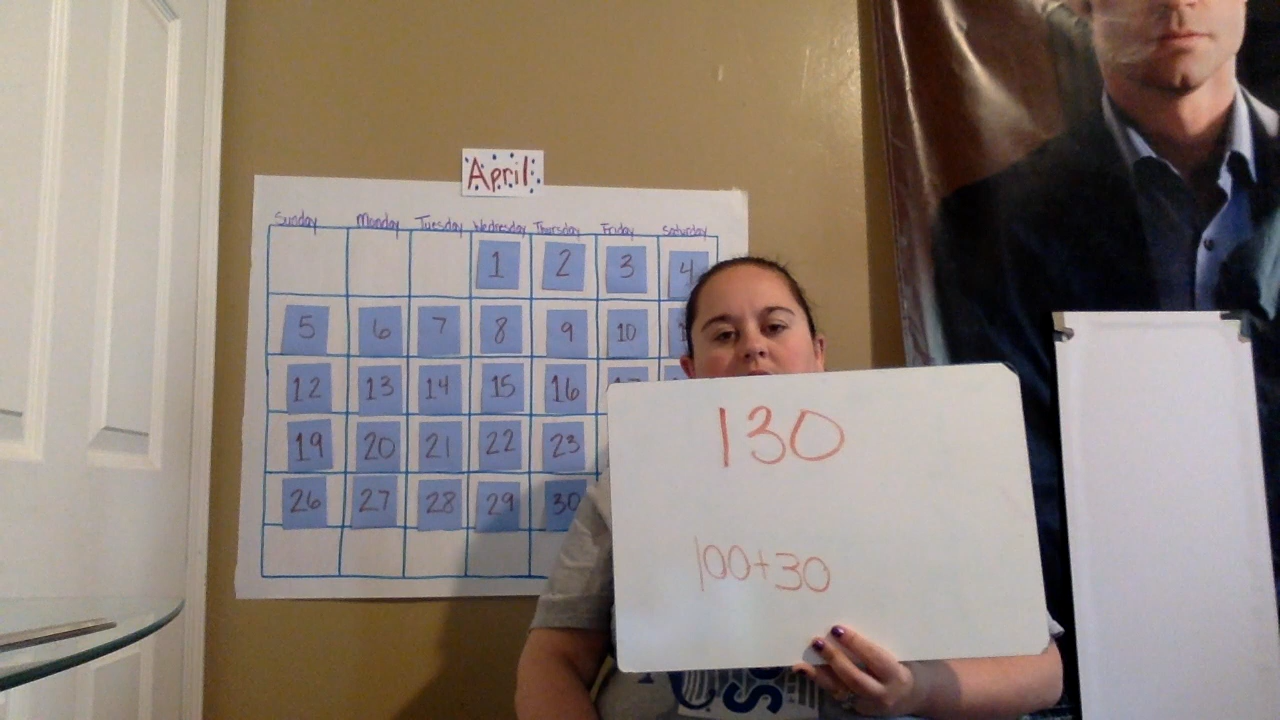 April
Sunday Monday Tuesday Wednesday Thursday Friday Saturday
1 2 3 4
5 6 7 8 9 10
12 13 14 15 16 17
19 20 21 22 23
26 27 28 29 30
130
100+30